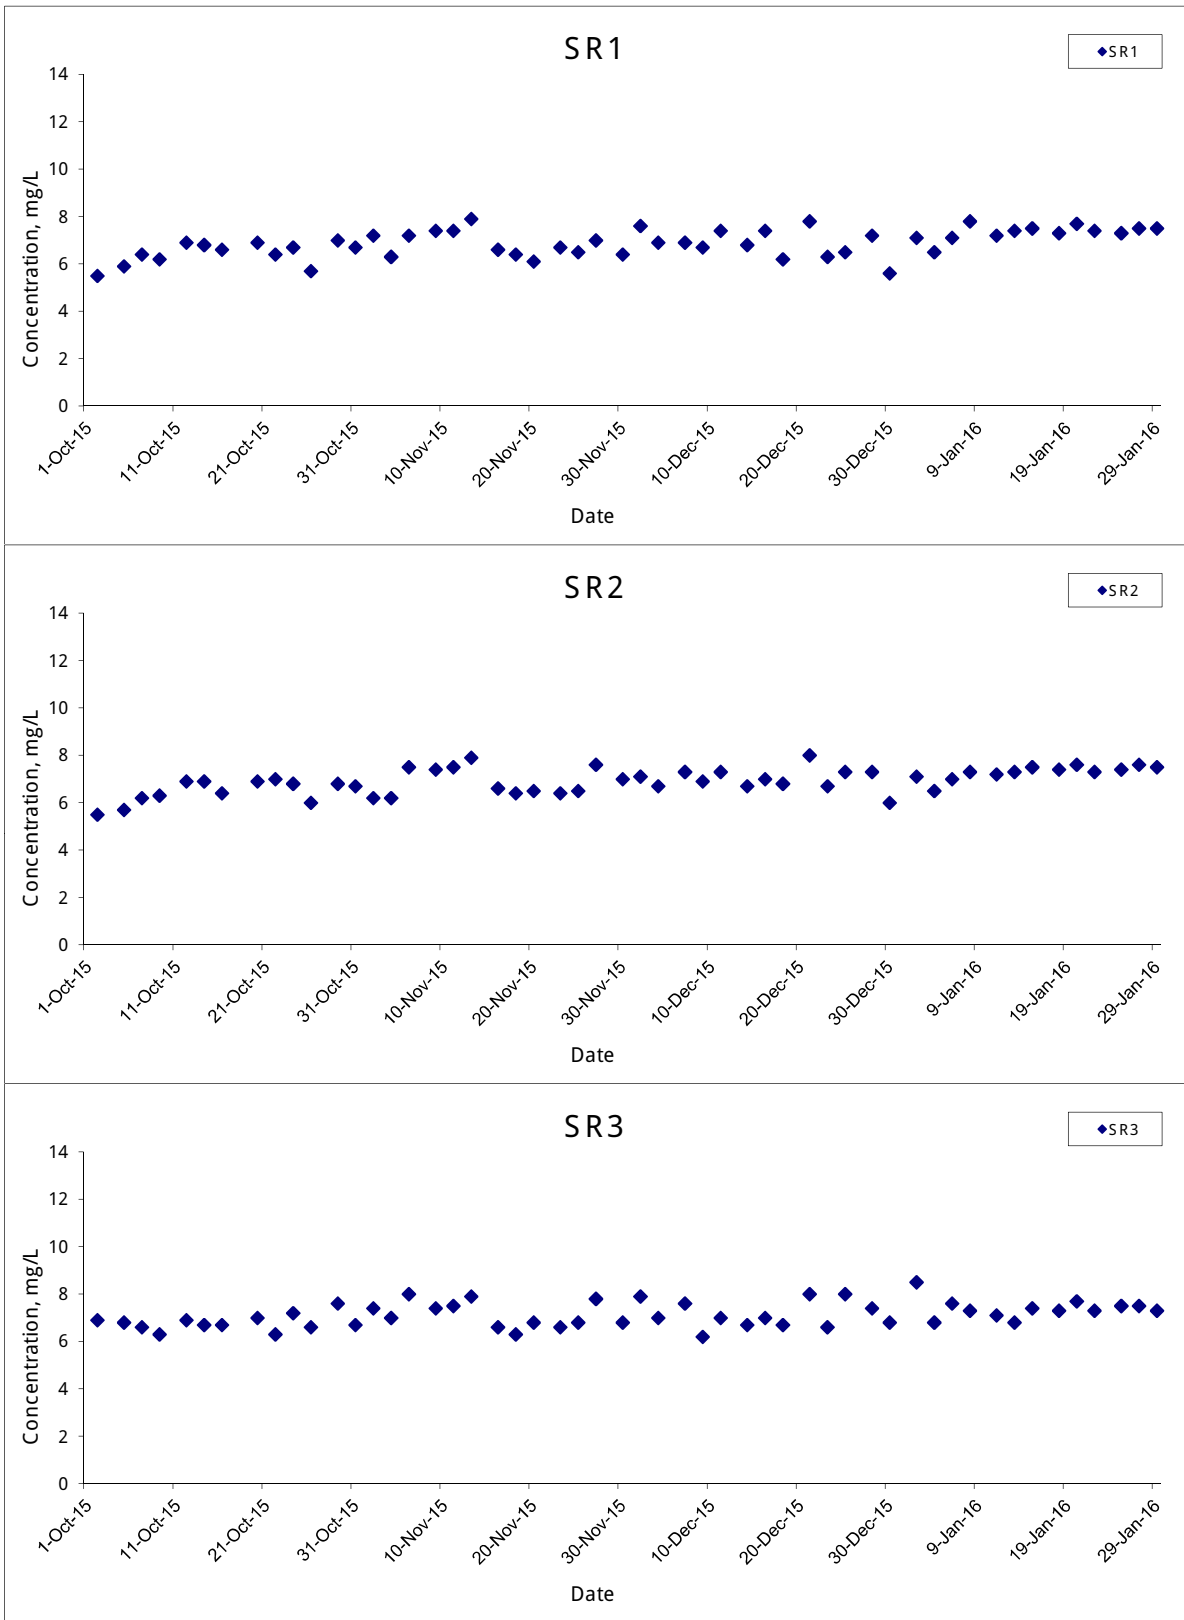 SR1
SR1
14
12
10
8
6
4
2
0
Concentration, mg/L
1-Oct-15
11-Oct-15
21-Oct-15
31-Oct-15
10-Nov-15
20-Nov-15
30-Nov-15
10-Dec-15
20-Dec-15
30-Dec-15
9-Jan-16
19-Jan-16
29-Jan-16
Date
SR2
SR2
14
12
10
8
6
4
2
0
Concentration, mg/L
1-Oct-15
11-Oct-15
21-Oct-15
31-Oct-15
10-Nov-15
20-Nov-15
30-Nov-15
10-Dec-15
20-Dec-15
30-Dec-15
9-Jan-16
19-Jan-16
29-Jan-16
Date
SR3
SR3
14
12
10
8
6
4
2
0
Concentration, mg/L
1-Oct-15
11-Oct-15
21-Oct-15
31-Oct-15
10-Nov-15
20-Nov-15
30-Nov-15
10-Dec-15
20-Dec-15
30-Dec-15
9-Jan-16
19-Jan-16
29-Jan-16
Date